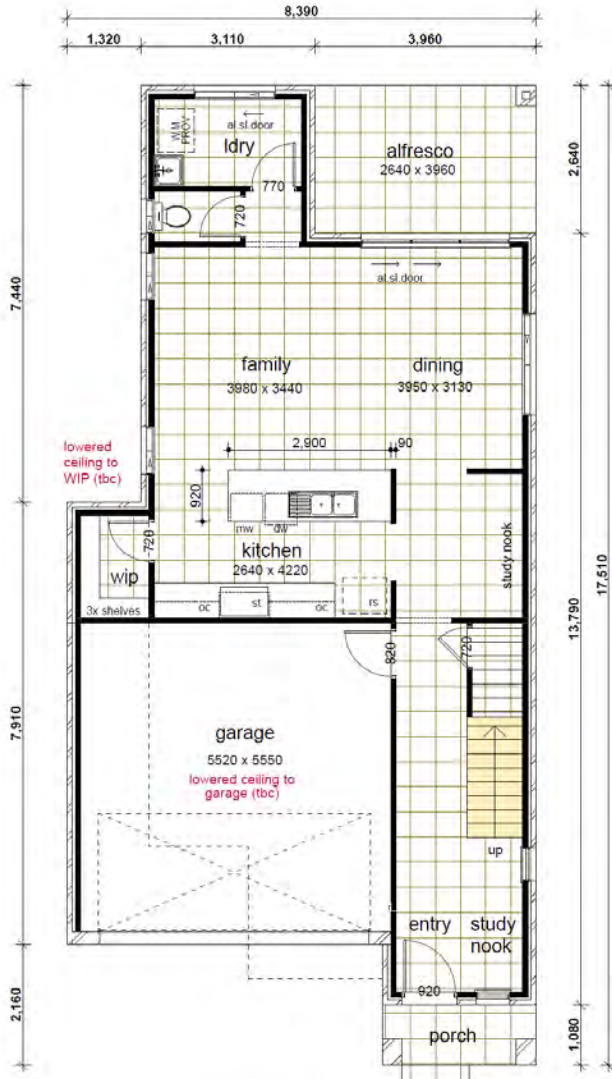 8,390
1,320
3,110
3,960
W.M.
PROV.
al.sl.door
ldry
770
720
alfresco
2640 x 3960
2,640
al.sl.door
7,440
family
3980 x 3440
dining
3950 x 3130
2,900
90
lowered
ceiling to
WIP (tbc)
920
mw
dw
kitchen
2640 x 4220
study nook
720
wip
3x shelves
oc
st
oc
rs
17,510
13,790
820
720
7,910
garage
5520 x 5550
lowered ceiling to
garage (tbc)
up
entry
study
nook
920
2,160
porch
1,080